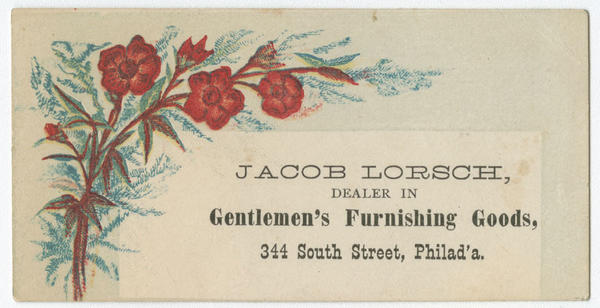 JACOB LORSCH,
DEALER IN
Gentlemen's Furnishing Goods,
344 South Street, Philad'a.